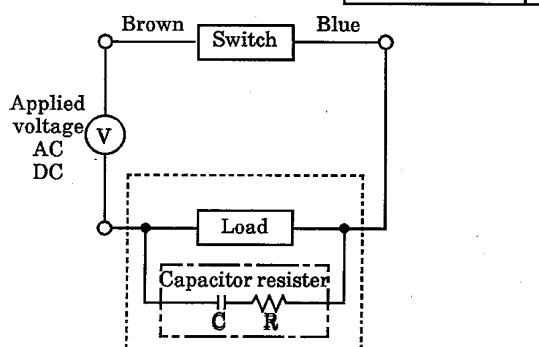 Brown
Switch
Blue
Applied
voltage
AC
DC
V
Load
Capacitor resister
C
R